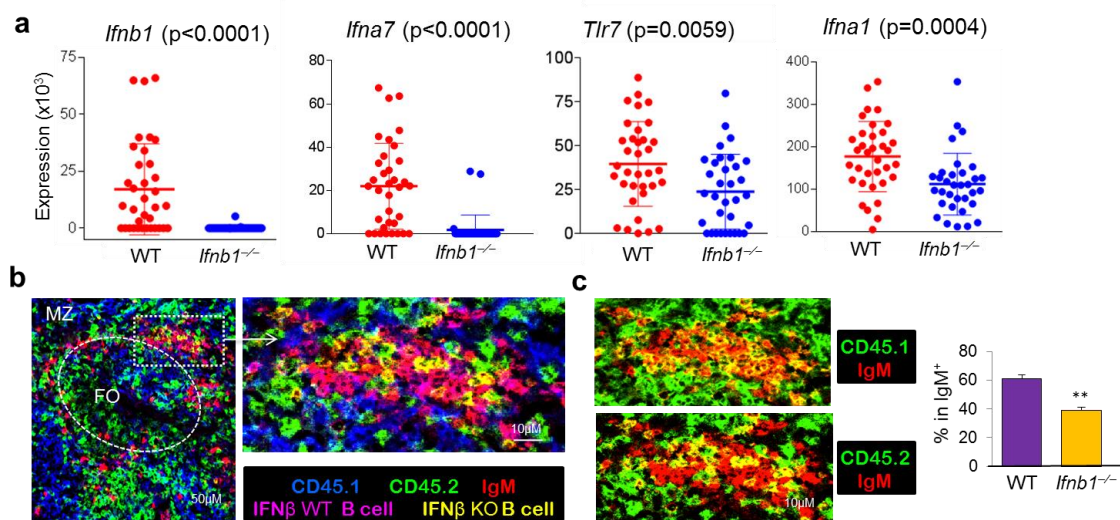 a
Ifnb1 (p<0.0001)
Ifna7 (p<0.0001)
Tlr7 (p=0.0059)
Ifna1 (p=0.0004)
Expression (x10³)
75
50
25
0
WT
Ifnb1⁻/⁻
80
60
40
20
0
WT
Ifnb1⁻/⁻
100
75
50
25
0
WT
Ifnb1⁻/⁻
400
300
200
100
0
WT
Ifnb1⁻/⁻
b
MZ
FO
50µM
10µM
CD45.1 CD45.2 IgM
IFNβ WT B cell IFNβ KO B cell
c
CD45.1
IgM
CD45.2
IgM
10µM
% in IgM⁺
80
60
40
20
0
**
WT
Ifnb1⁻/⁻